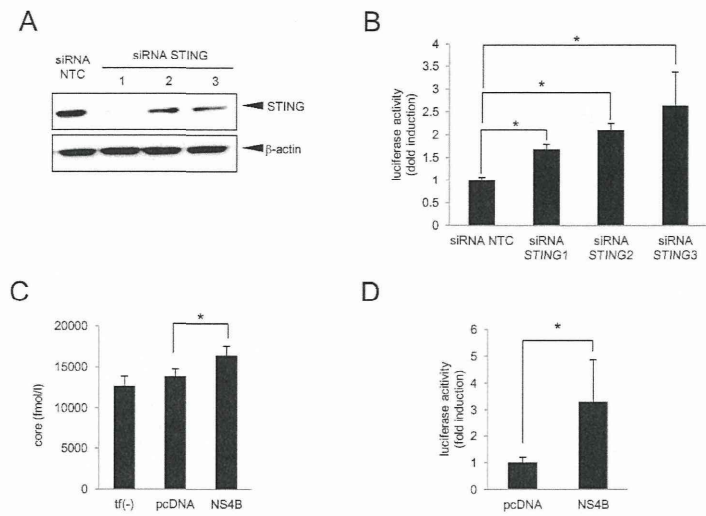 A
siRNA NTC
siRNA STING
1 2 3
STING
β-actin
B
luciferase activity
(dold induction)
4
3.5
3
2.5
2
1.5
1
0.5
0
*
*
*
siRNA NTC
siRNA STING1
siRNA STING2
siRNA STING3
C
core (fmol/l)
20000
15000
10000
5000
0
*
tf(-) pcDNA NS4B
D
luciferase acitivity
(fold induction)
6
5
4
3
2
1
0
*
pcDNA NS4B